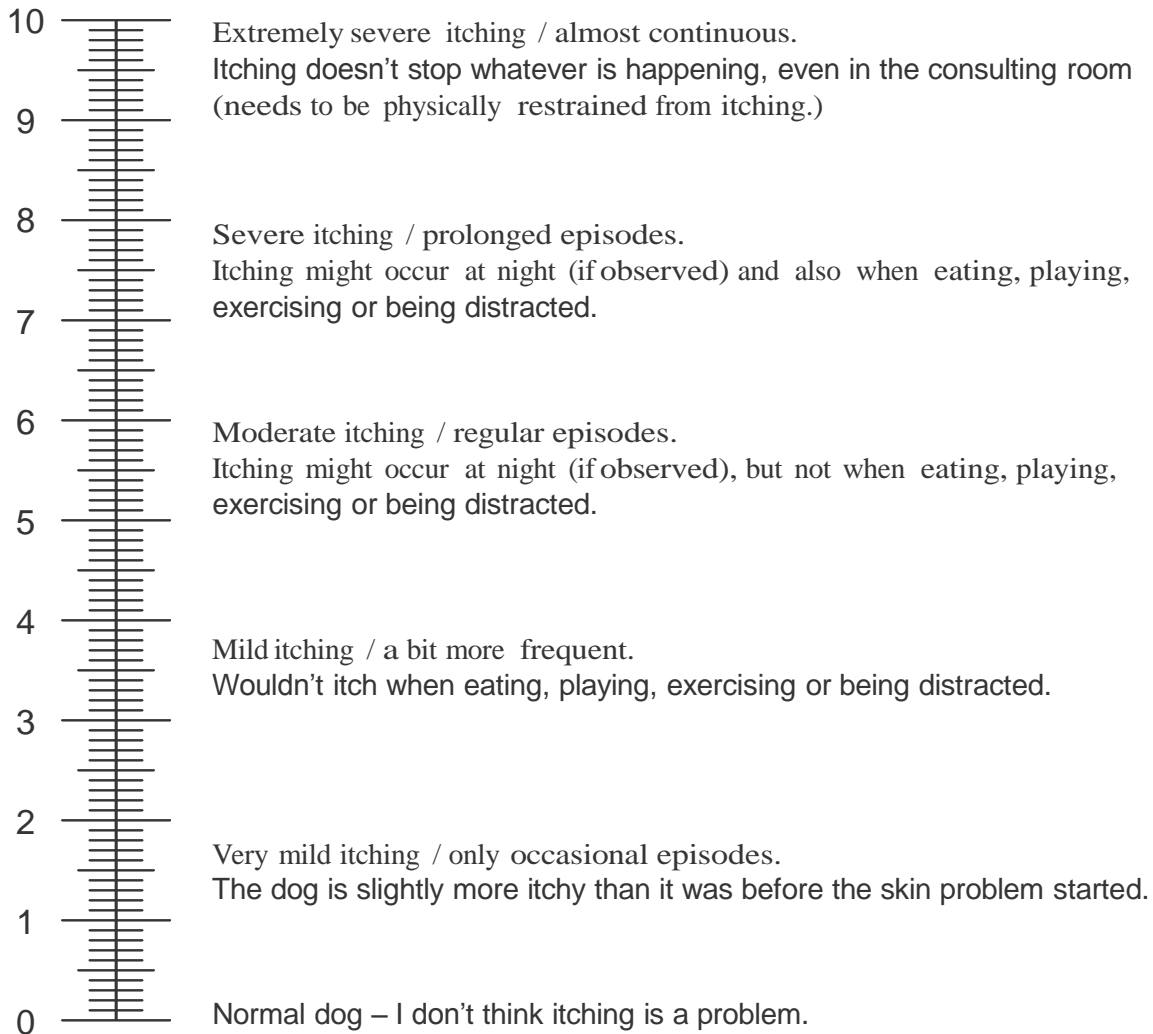 10
Extremely severe itching / almost continuous.
Itching doesn't stop whatever is happening, even in the consulting room
(needs to be physically restrained from itching.)
9
8
Severe itching / prolonged episodes.
Itching might occur at night (if observed) and also when eating, playing,
exercising or being distracted.
7
6
Moderate itching / regular episodes.
Itching might occur at night (if observed), but not when eating, playing,
exercising or being distracted.
5
4
Mild itching / a bit more frequent.
Wouldn't itch when eating, playing, exercising or being distracted.
3
2
Very mild itching / only occasional episodes.
The dog is slightly more itchy than it was before the skin problem started.
1
0
Normal dog – I don't think itching is a problem.